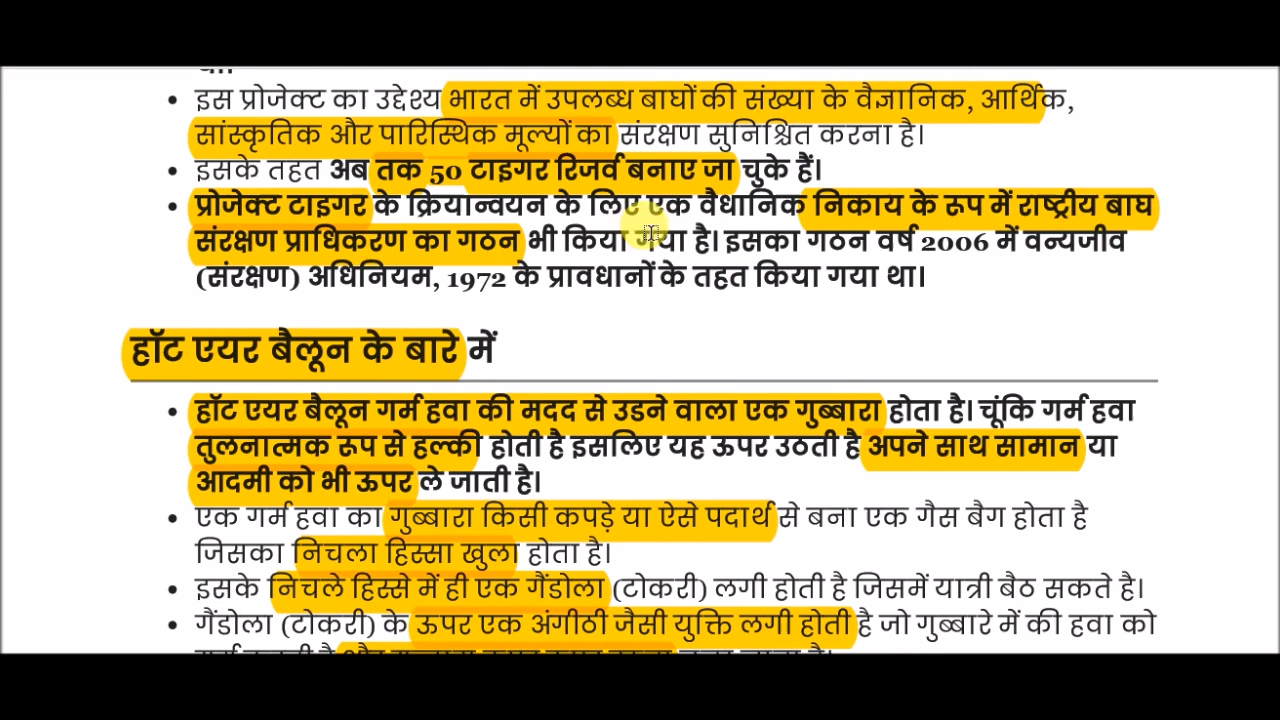 था।
इस प्रोजेक्ट का उद्देश्य भारत में उपलब्ध बाघों की संख्या के वैज्ञानिक, आर्थिक,
सांस्कृतिक और पारिस्थिक मूल्यों का संरक्षण सुनिश्चित करना है।
इसके तहत अब तक 50 टाइगर रिजर्व बनाए जा चुके हैं।
प्रोजेक्ट टाइगर के क्रियान्वयन के लिए एक वैधानिक निकाय के रूप में राष्ट्रीय बाघ
संरक्षण प्राधिकरण का गठन भी किया गया है। इसका गठन वर्ष 2006 में वन्यजीव
(संरक्षण) अधिनियम, 1972 के प्रावधानों के तहत किया गया था।
हॉट एयर बैलून के बारे में
हॉट एयर बैलून गर्म हवा की मदद से उडने वाला एक गुब्बारा होता है। चूंकि गर्म हवा
तुलनात्मक रूप से हल्की होती है इसलिए यह ऊपर उठती है अपने साथ सामान या
आदमी को भी ऊपर ले जाती है।
एक गर्म हवा का गुब्बारा किसी कपड़े या ऐसे पदार्थ से बना एक गैस बैग होता है
जिसका निचला हिस्सा खुला होता है।
इसके निचले हिस्से में ही एक गैंडोला (टोकरी) लगी होती है जिसमें यात्री बैठ सकते है।
गैंडोला (टोकरी) के ऊपर एक अंगीठी जैसी युक्ति लगी होती है जो गुब्बारे में की हवा को